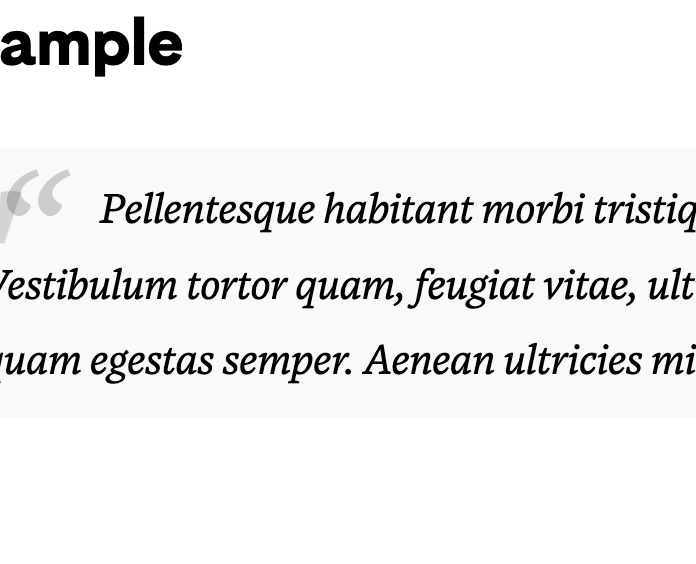 ample
“ Pellentesque habitant morbi tristiq
Vestibulum tortor quam, feugiat vitae, ult
quam egestas semper. Aenean ultricies mi